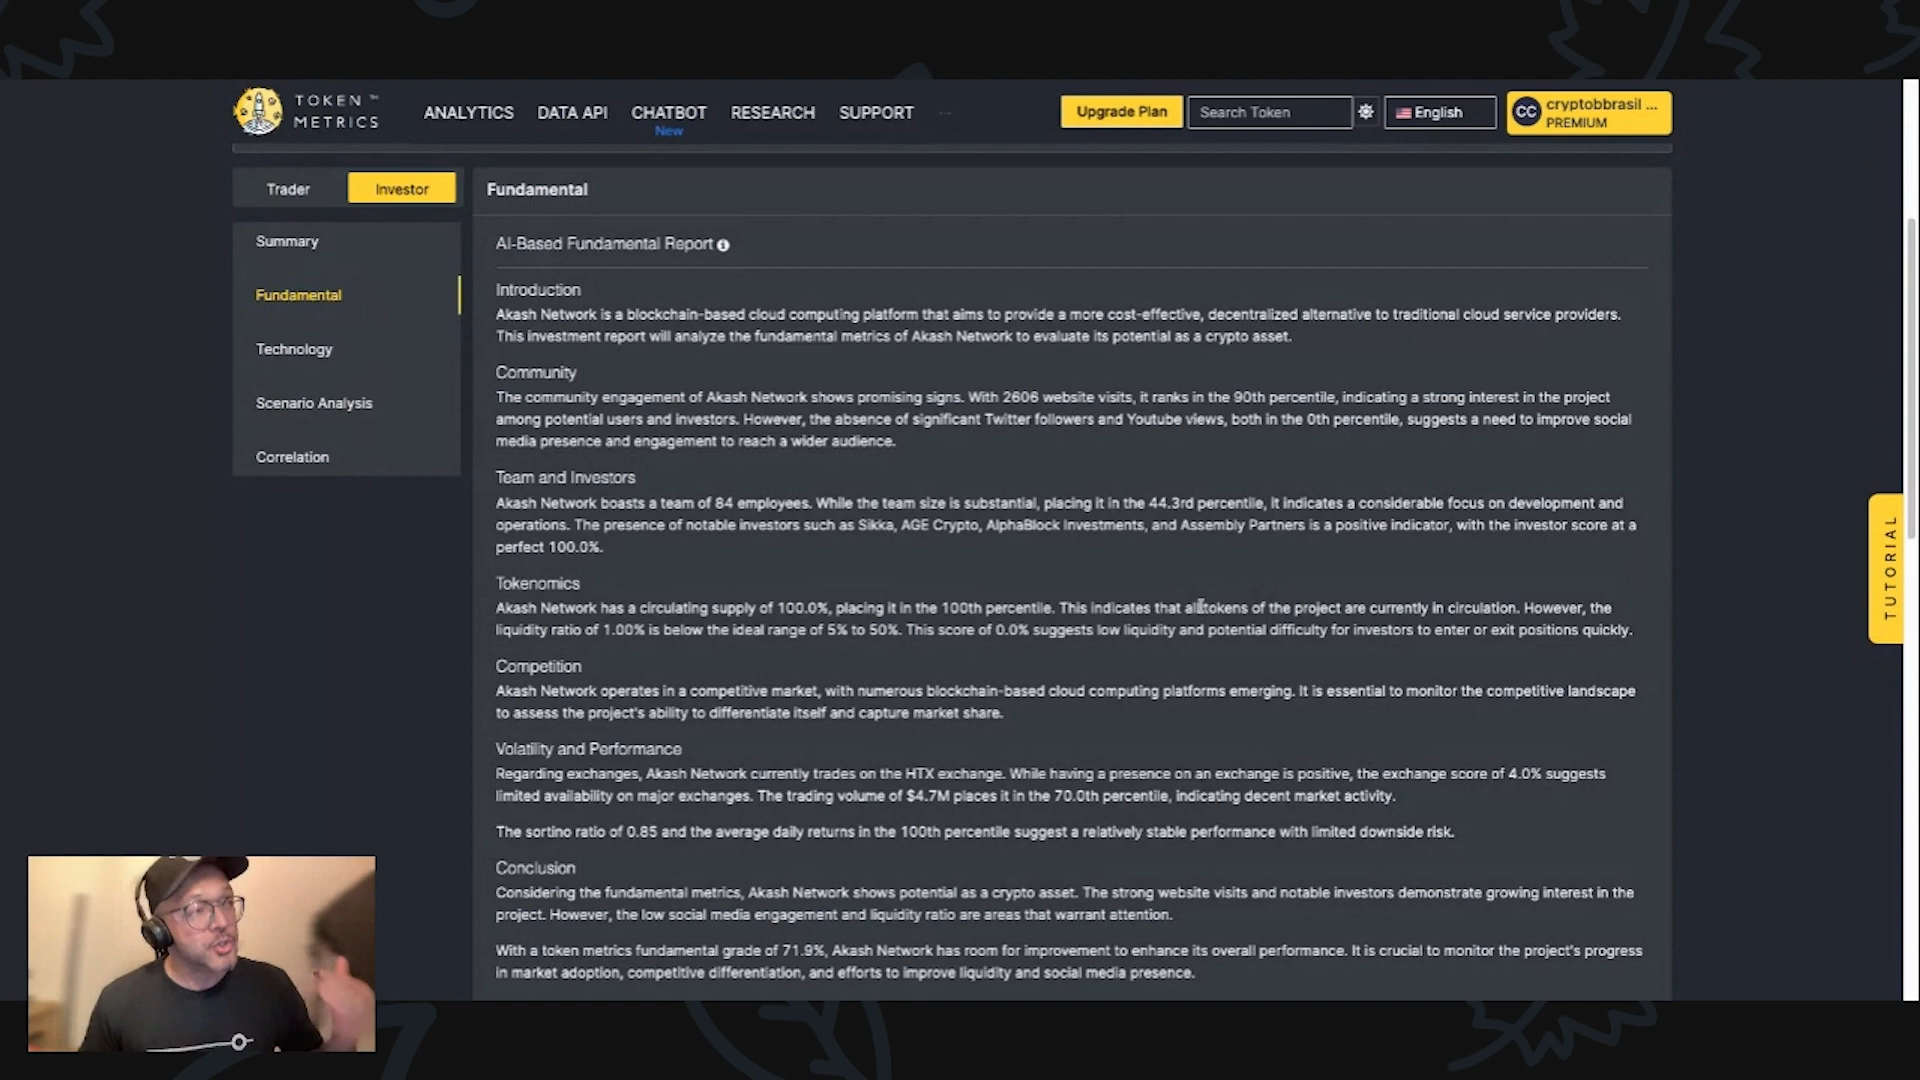 TOKEN ™
METRICS
ANALYTICS
DATA API
CHATBOT
New
RESEARCH
SUPPORT
...
Upgrade Plan
Search Token
English
CC
cryptobbrasil ...
PREMIUM
Trader
Investor
Summary
Fundamental
Technology
Scenario Analysis
Correlation
Fundamental
AI-Based Fundamental Report
Introduction
Akash Network is a blockchain-based cloud computing platform that aims to provide a more cost-effective, decentralized alternative to traditional cloud service providers.
This investment report will analyze the fundamental metrics of Akash Network to evaluate its potential as a crypto asset.
Community
The community engagement of Akash Network shows promising signs. With 2606 website visits, it ranks in the 90th percentile, indicating a strong interest in the project
among potential users and investors. However, the absence of significant Twitter followers and Youtube views, both in the 0th percentile, suggests a need to improve social
media presence and engagement to reach a wider audience.
Team and Investors
Akash Network boasts a team of 84 employees. While the team size is substantial, placing it in the 44.3rd percentile, it indicates a considerable focus on development and
operations. The presence of notable investors such as Sikka, AGE Crypto, AlphaBlock Investments, and Assembly Partners is a positive indicator, with the investor score at a
perfect 100.0%.
Tokenomics
Akash Network has a circulating supply of 100.0%, placing it in the 100th percentile. This indicates that all tokens of the project are currently in circulation. However, the
liquidity ratio of 1.00% is below the ideal range of 5% to 50%. This score of 0.0% suggests low liquidity and potential difficulty for investors to enter or exit positions quickly.
Competition
Akash Network operates in a competitive market, with numerous blockchain-based cloud computing platforms emerging. It is essential to monitor the competitive landscape
to assess the project's ability to differentiate itself and capture market share.
Volatility and Performance
Regarding exchanges, Akash Network currently trades on the HTX exchange. While having a presence on an exchange is positive, the exchange score of 4.0% suggests
limited availability on major exchanges. The trading volume of $4.7M places it in the 70.0th percentile, indicating decent market activity.
The sortino ratio of 0.85 and the average daily returns in the 100th percentile suggest a relatively stable performance with limited downside risk.
Conclusion
Considering the fundamental metrics, Akash Network shows potential as a crypto asset. The strong website visits and notable investors demonstrate growing interest in the
project. However, the low social media engagement and liquidity ratio are areas that warrant attention.
With a token metrics fundamental grade of 71.9%, Akash Network has room for improvement to enhance its overall performance. It is crucial to monitor the project's progress
in market adoption, competitive differentiation, and efforts to improve liquidity and social media presence.
TUTORIAL